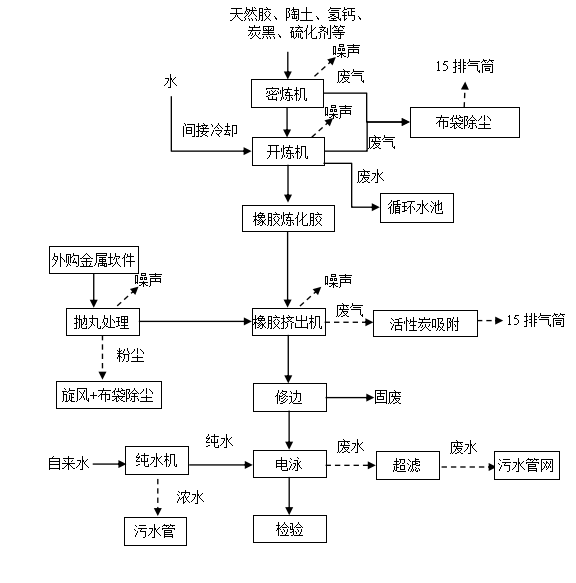 天然胶、陶土、氢钙、
炭黑、硫化剂等
噪声
15 排气筒
废气
水
密炼机
噪声
布袋除尘
间接冷却
废气
开炼机
废水
循环水池
橡胶炼化胶
外购金属坎件
噪声
噪声
废气
抛丸处理
橡胶挤出机
活性炭吸附
15 排气筒
粉尘
旋风+布袋除尘
修边
固废
纯水
废水
废水
自来水
纯水机
电泳
超滤
污水管网
浓水
污水管
检验